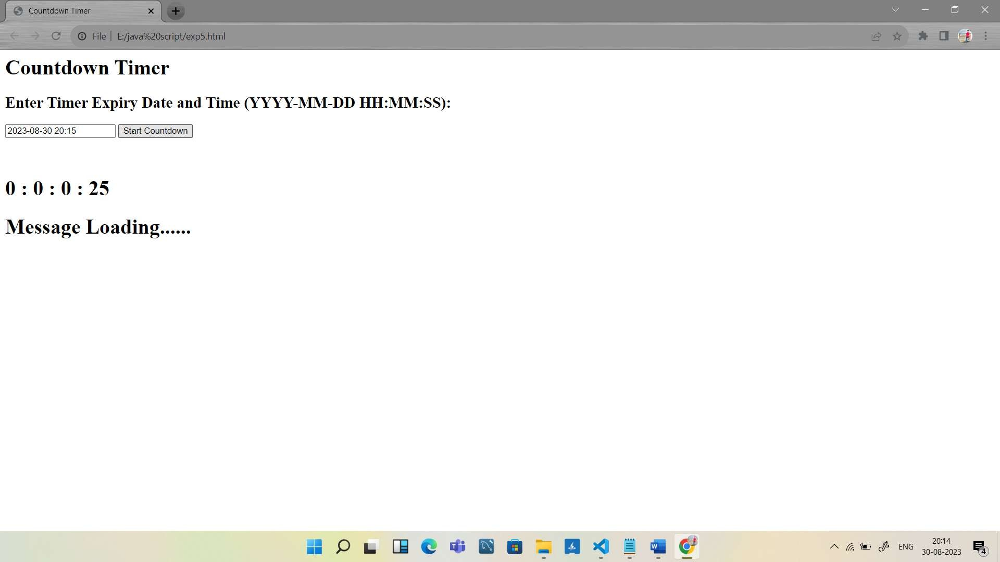 Countdown Timer
File
E:/java%20script/exp5.html
Countdown Timer
Enter Timer Expiry Date and Time (YYYY-MM-DD HH:MM:SS):
2023-08-30 20:15
Start Countdown
0 : 0 : 0 : 25
Message Loading......
ENG
20:14
30-08-2023
4